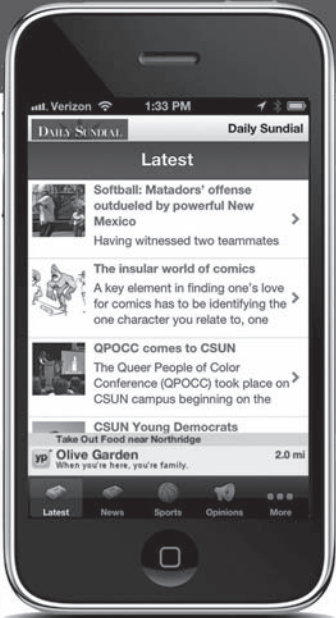 Verizon 1:33 PM
DAILY SUNDIAL Daily Sundial
Latest
Softball: Matadors' offense
outdueled by powerful New
Mexico
Having witnessed two teammates
The insular world of comics
A key element in finding one's love
for comics has to be identifying the
one character you relate to, one
QPOCC comes to CSUN
The Queer People of Color
Conference (QPOCC) took place on
CSUN campus beginning on the
CSUN Young Democrats
Take Out Food near Northridge
yp Olive Garden 2.0 mi
When you're here, you're family.
Latest News Sports Opinions More